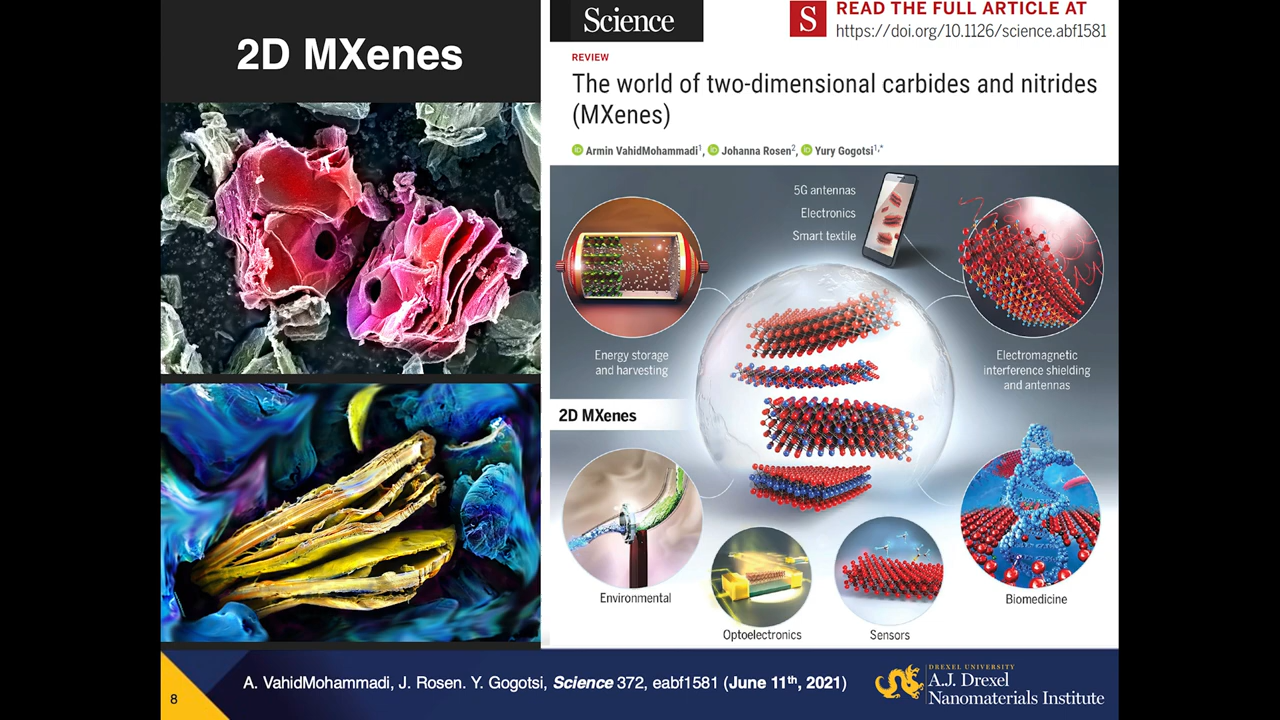 2D MXenes
Science
S
READ THE FULL ARTICLE AT
https://doi.org/10.1126/science.abf1581
REVIEW
The world of two-dimensional carbides and nitrides
(MXenes)
iD Armin VahidMohammadi¹, iD Johanna Rosen², iD Yury Gogotsi¹,*
5G antennas
Electronics
Smart textile
Energy storage
and harvesting
Electromagnetic
interference shielding
and antennas
2D MXenes
Environmental
Optoelectronics
Sensors
Biomedicine
8
A. VahidMohammadi, J. Rosen. Y. Gogotsi, Science 372, eabf1581 (June 11th, 2021)
DREXEL UNIVERSITY
A.J. Drexel
Nanomaterials Institute